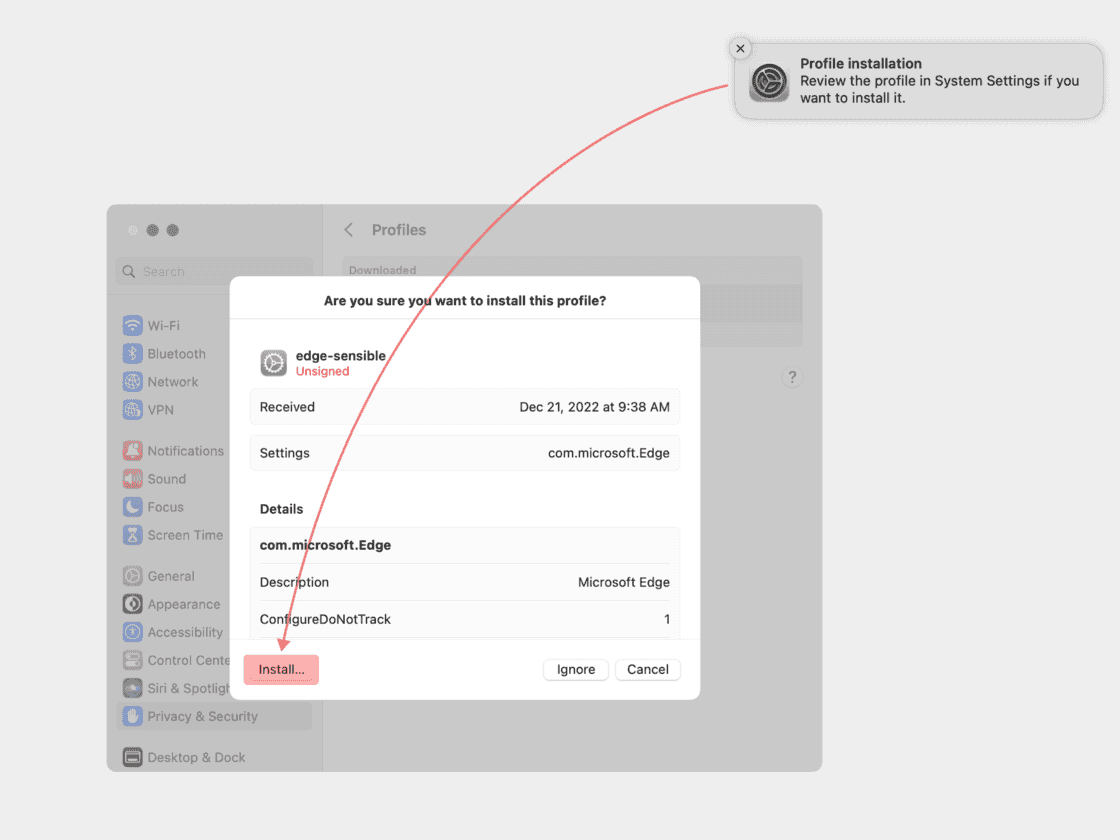 Profile installation
Review the profile in System Settings if you
want to install it.
Profiles
Search
Downloaded
Are you sure you want to install this profile?
edge-sensible
Unsigned
Received Dec 21, 2022 at 9:38 AM
Settings com.microsoft.Edge
Details
com.microsoft.Edge
Description Microsoft Edge
ConfigureDoNotTrack 1
Install...
Ignore
Cancel
?
Wi-Fi
Bluetooth
Network
VPN
Notifications
Sound
Focus
Screen Time
General
Appearance
Accessibility
Control Cente
Siri & Spotligh
Privacy & Security
Desktop & Dock